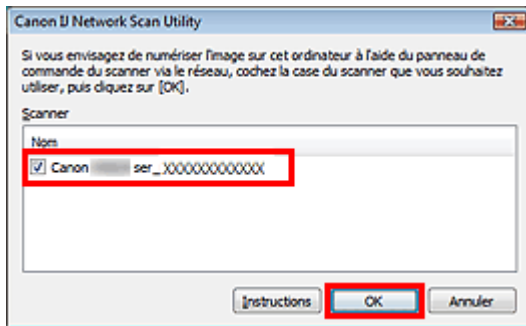 Canon IJ Network Scan Utility
Si vous envisagez de numériser l'image sur cet ordinateur à l'aide du panneau de
commande du scanner via le réseau, cochez la case du scanner que vous souhaitez
utiliser, puis cliquez sur [OK].
Scanner
Nom
Canon ser_XXXXXXXXXXXXX
Instructions OK Annuler